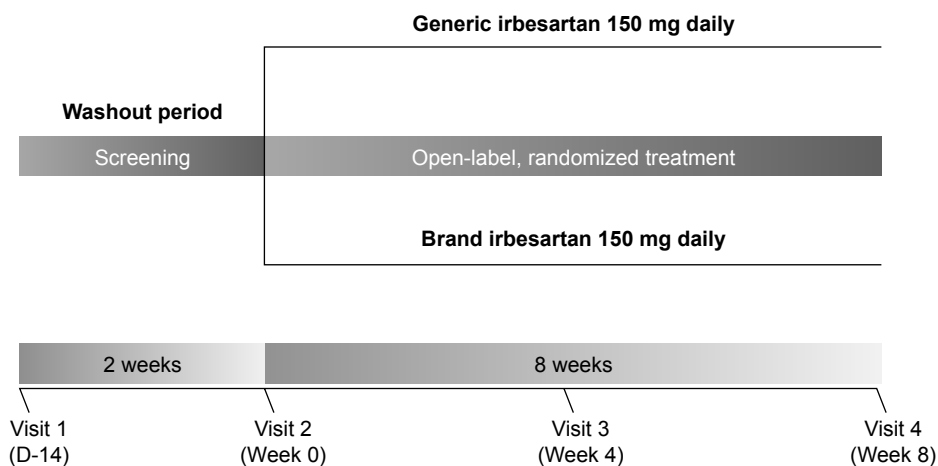 Generic irbesartan 150 mg daily
Washout period
Screening
Open-label, randomized treatment
Brand irbesartan 150 mg daily
2 weeks
8 weeks
Visit 1
(D-14)
Visit 2
(Week 0)
Visit 3
(Week 4)
Visit 4
(Week 8)